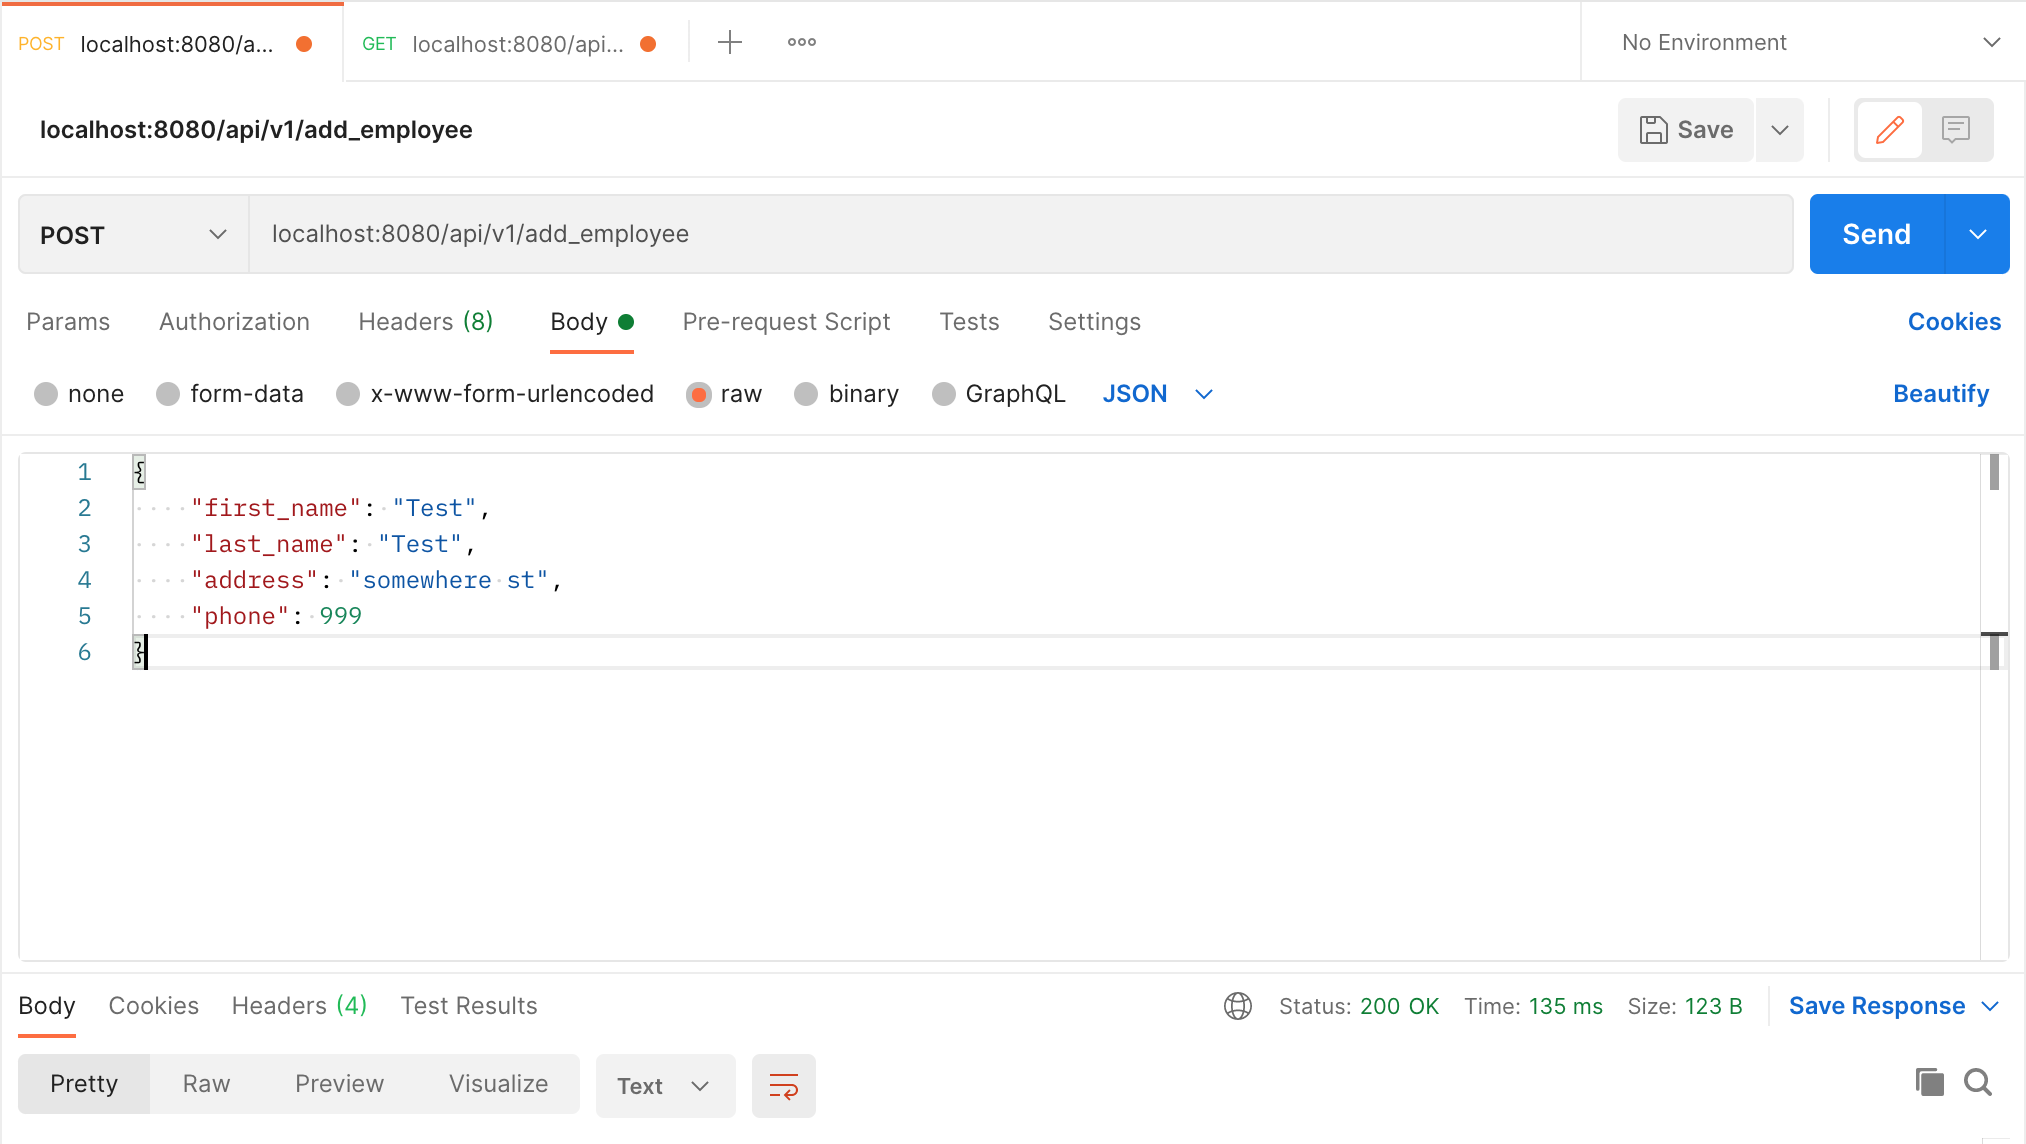 POST localhost:8080/a... GET localhost:8080/api... No Environment
localhost:8080/api/v1/add_employee Save
POST localhost:8080/api/v1/add_employee Send
Params Authorization Headers (8) Body Pre-request Script Tests Settings Cookies
none form-data x-www-form-urlencoded raw binary GraphQL JSON Beautify
1 {
2 "first_name": "Test",
3 "last_name": "Test",
4 "address": "somewhere st",
5 "phone": 999
6 }
Body Cookies Headers (4) Test Results Status: 200 OK Time: 135 ms Size: 123 B Save Response
Pretty Raw Preview Visualize Text